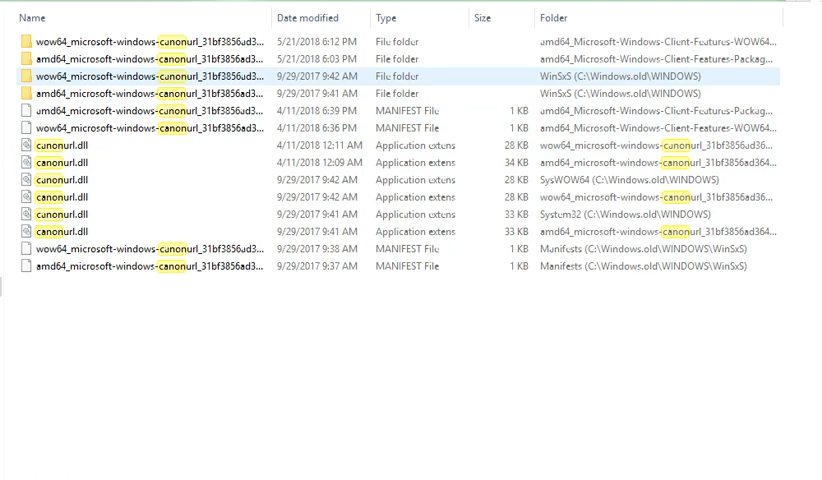 Name Date modified Type Size Folder
wow64_microsoft-windows-canonurl_31bf3856ad3... 5/21/2018 6:12 PM File folder amd64_Microsoft-Windows-Client-Features-WOW64...
amd64_microsoft-windows-canonurl_31bf3856ad3... 5/21/2018 6:03 PM File folder amd64_Microsoft-Windows-Client-Features-Packag...
wow64_microsoft-windows-canonurl_31bf3856ad3... 9/29/2017 9:42 AM File folder WinSxS (C:\Windows.old\WINDOWS)
amd64_microsoft-windows-canonurl_31bf3856ad3... 9/29/2017 9:41 AM File folder WinSxS (C:\Windows.old\WINDOWS)
amd64_microsoft-windows-canonurl_31bf3856ad3... 4/11/2018 6:39 PM MANIFEST File 1 KB amd64_Microsoft-Windows-Client-Features-Packag...
wow64_microsoft-windows-canonurl_31bf3856ad3... 4/11/2018 6:36 PM MANIFEST File 1 KB amd64_Microsoft-Windows-Client-Features-WOW64...
canonurl.dll 4/11/2018 12:11 AM Application extens 28 KB wow64_microsoft-windows-canonurl_31bf3856ad36...
canonurl.dll 4/11/2018 12:09 AM Application extens 34 KB amd64_microsoft-windows-canonurl_31bf3856ad364...
canonurl.dll 9/29/2017 9:42 AM Application extens 28 KB SysWOW64 (C:\Windows.old\WINDOWS)
canonurl.dll 9/29/2017 9:42 AM Application extens 28 KB wow64_microsoft-windows-canonurl_31bf3856ad36...
canonurl.dll 9/29/2017 9:41 AM Application extens 33 KB System32 (C:\Windows.old\WINDOWS)
canonurl.dll 9/29/2017 9:41 AM Application extens 33 KB amd64_microsoft-windows-canonurl_31bf3856ad364...
wow64_microsoft-windows-canonurl_31bf3856ad3... 9/29/2017 9:38 AM MANIFEST File 1 KB Manifests (C:\Windows.old\WINDOWS\WinSxS)
amd64_microsoft-windows-canonurl_31bf3856ad3... 9/29/2017 9:37 AM MANIFEST File 1 KB Manifests (C:\Windows.old\WINDOWS\WinSxS)